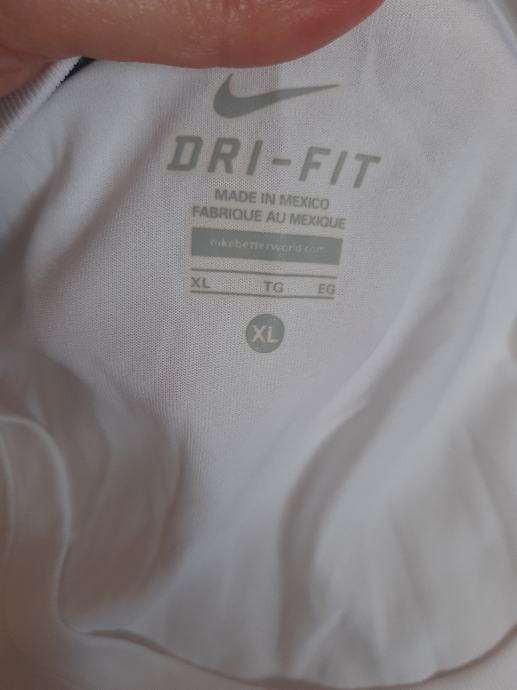 DRI-FIT
MADE IN MEXICO
FABRIQUE AU MEXIQUE
nikebetterworld.com
XL TG EG
XL